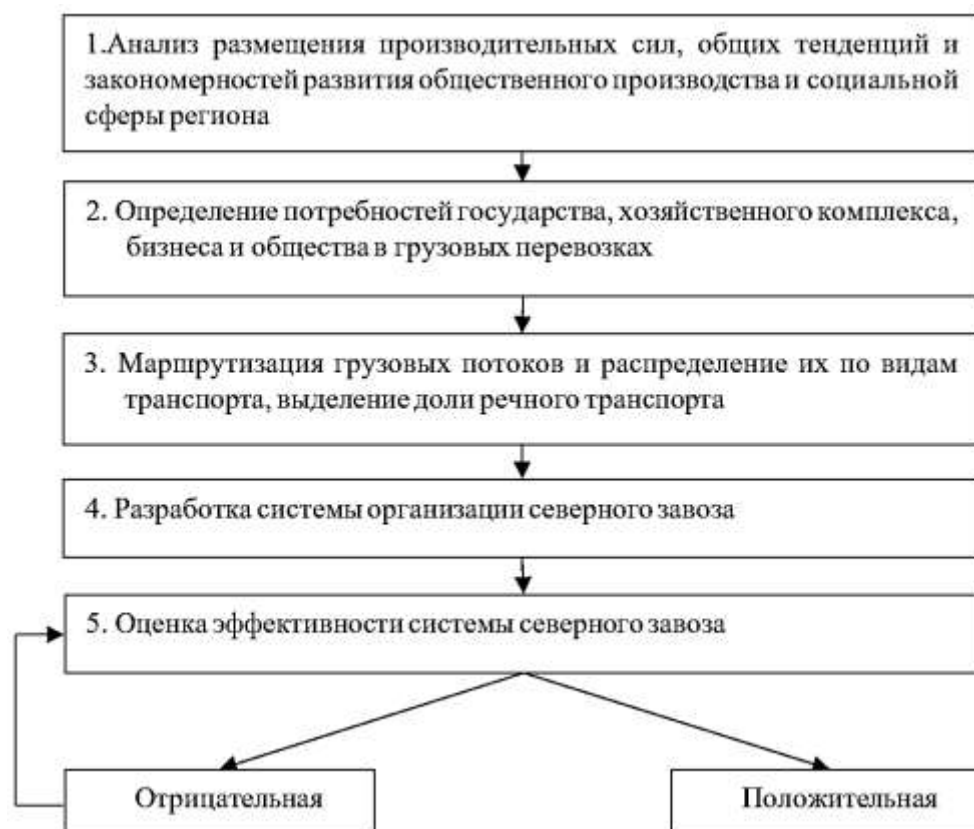 1.Анализ размещения производительных сил, общих тенденций и
закономерностей развития общественного производства и социальной
сферы региона
2. Определение потребностей государства, хозяйственного комплекса,
бизнеса и общества в грузовых перевозках
3. Маршрутизация грузовых потоков и распределение их по видам
транспорта, выделение доли речного транспорта
4. Разработка системы организации северного завоза
5. Оценка эффективности системы северного завоза
Отрицательная
Положительная